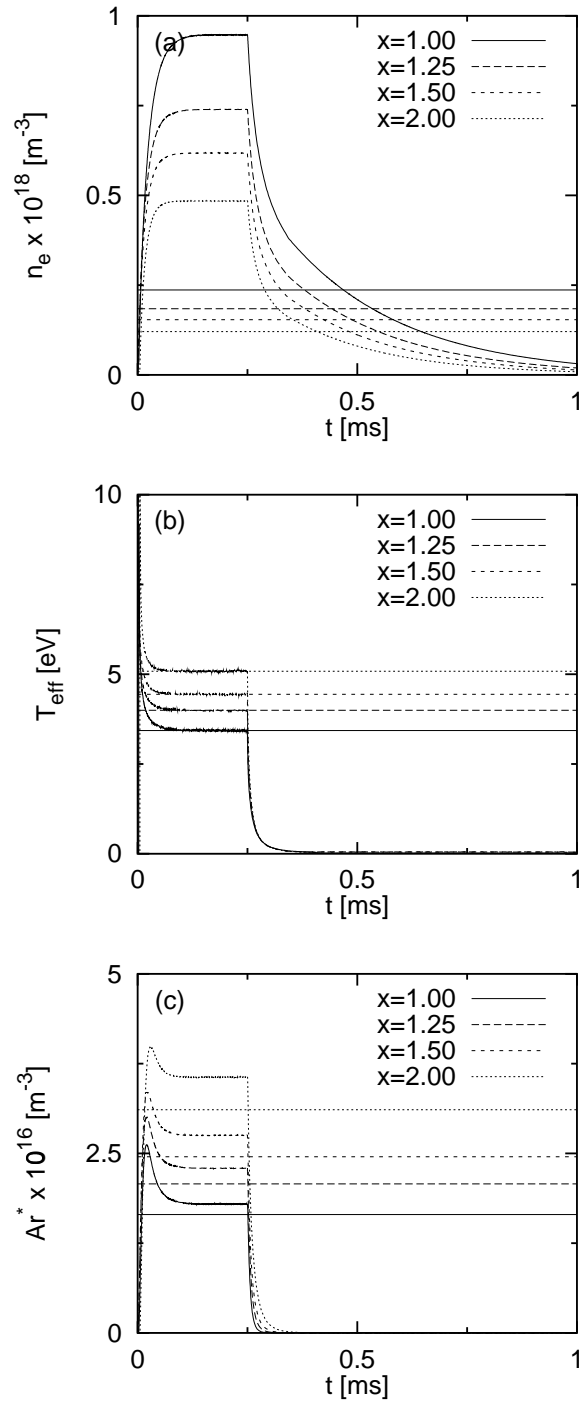 (a)
x=1.00
x=1.25
x=1.50
x=2.00
1
0.5
0
n_e x 10^18 [m^-3]
0 0.5 1
t [ms]
(b)
x=1.00
x=1.25
x=1.50
x=2.00
10
5
0
T_eff [eV]
0 0.5 1
t [ms]
(c)
x=1.00
x=1.25
x=1.50
x=2.00
5
2.5
0
Ar^* x 10^16 [m^-3]
0 0.5 1
t [ms]